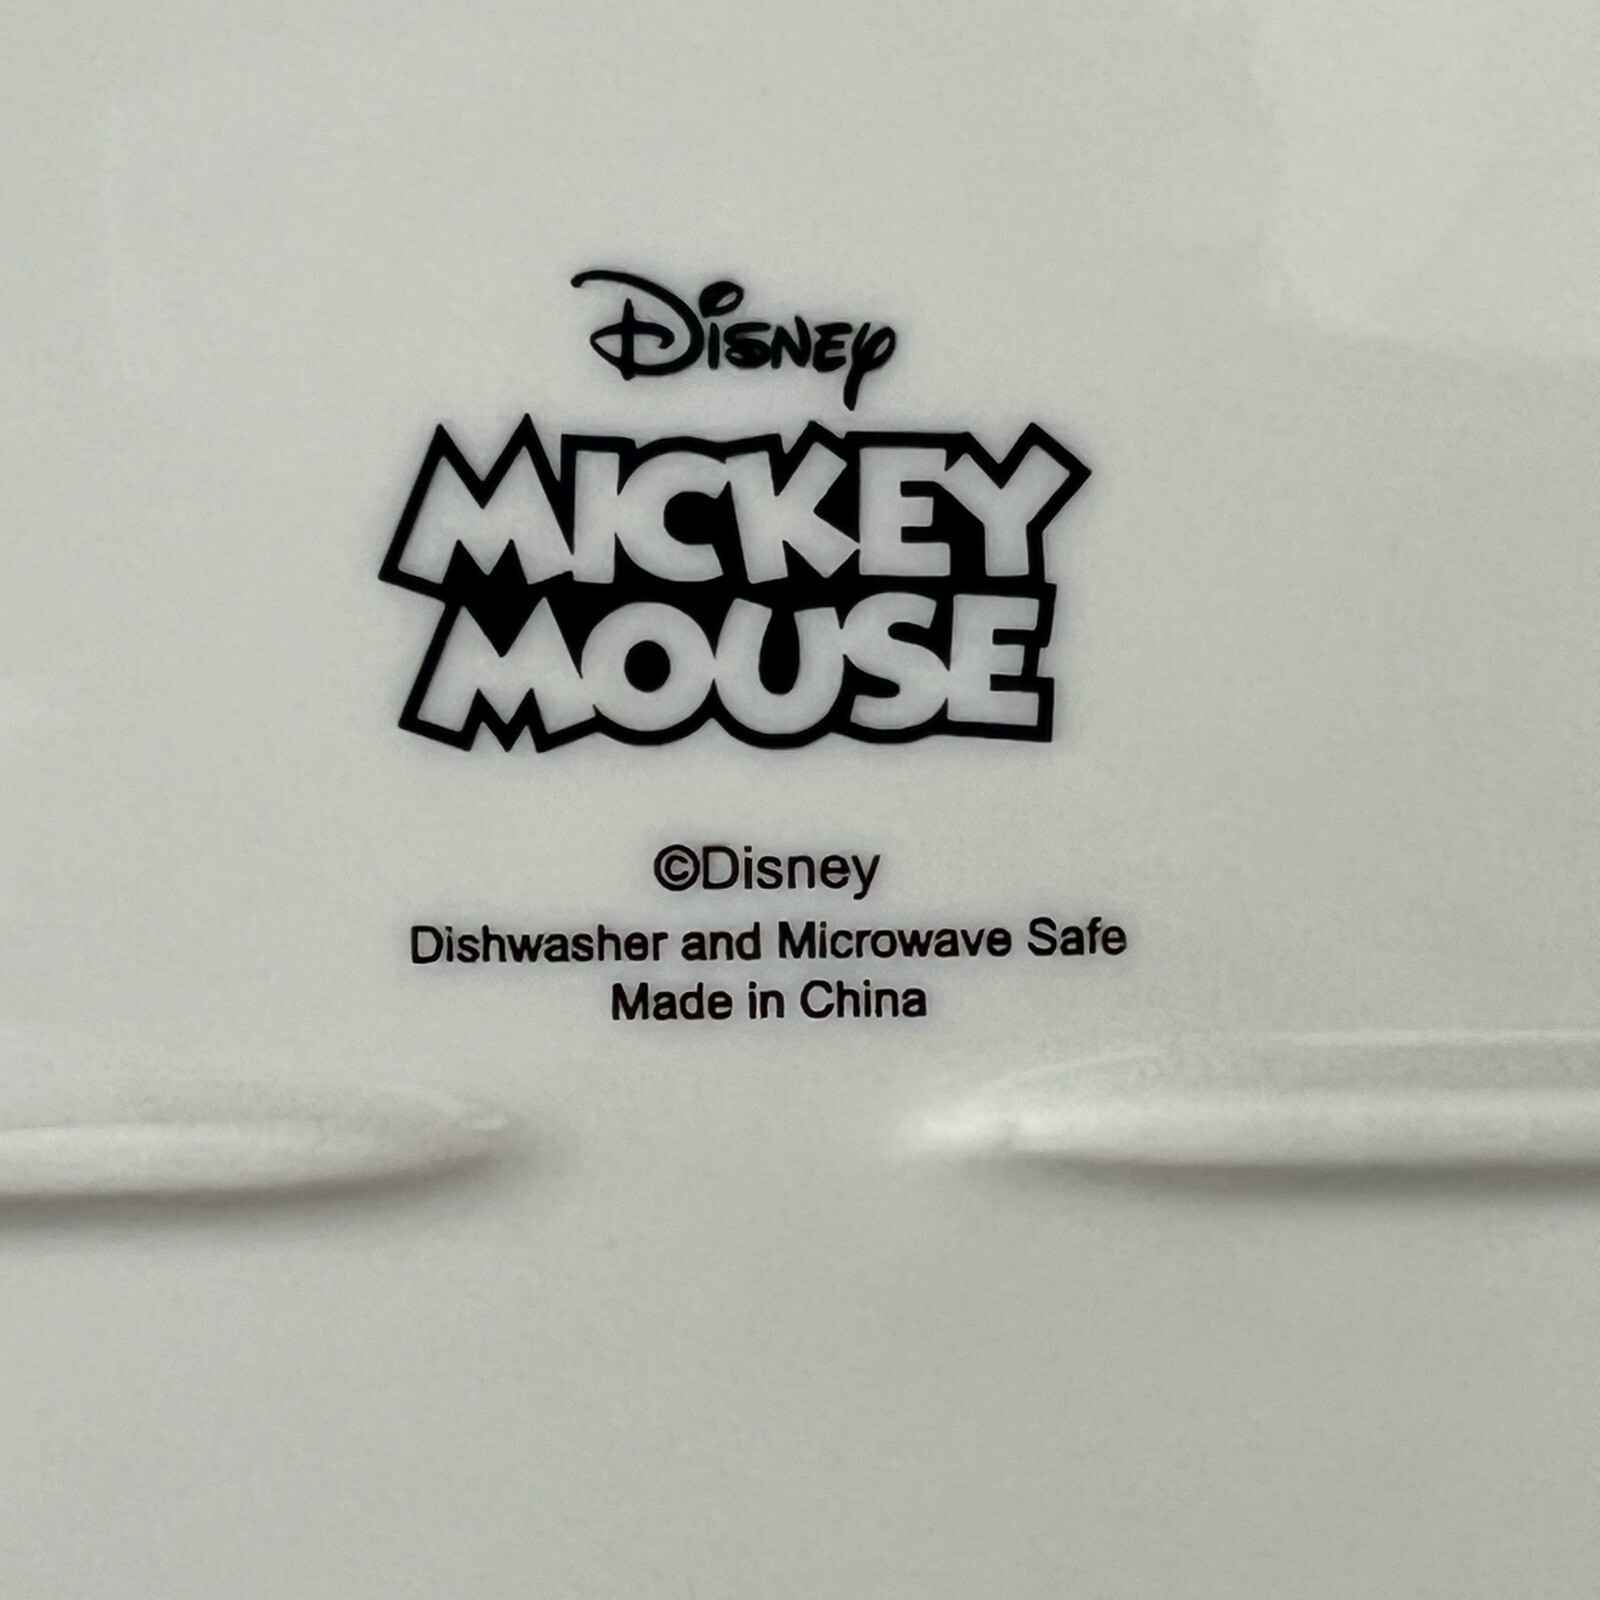 Disney
MICKEY
MOUSE
©Disney
Dishwasher and Microwave Safe
Made in China